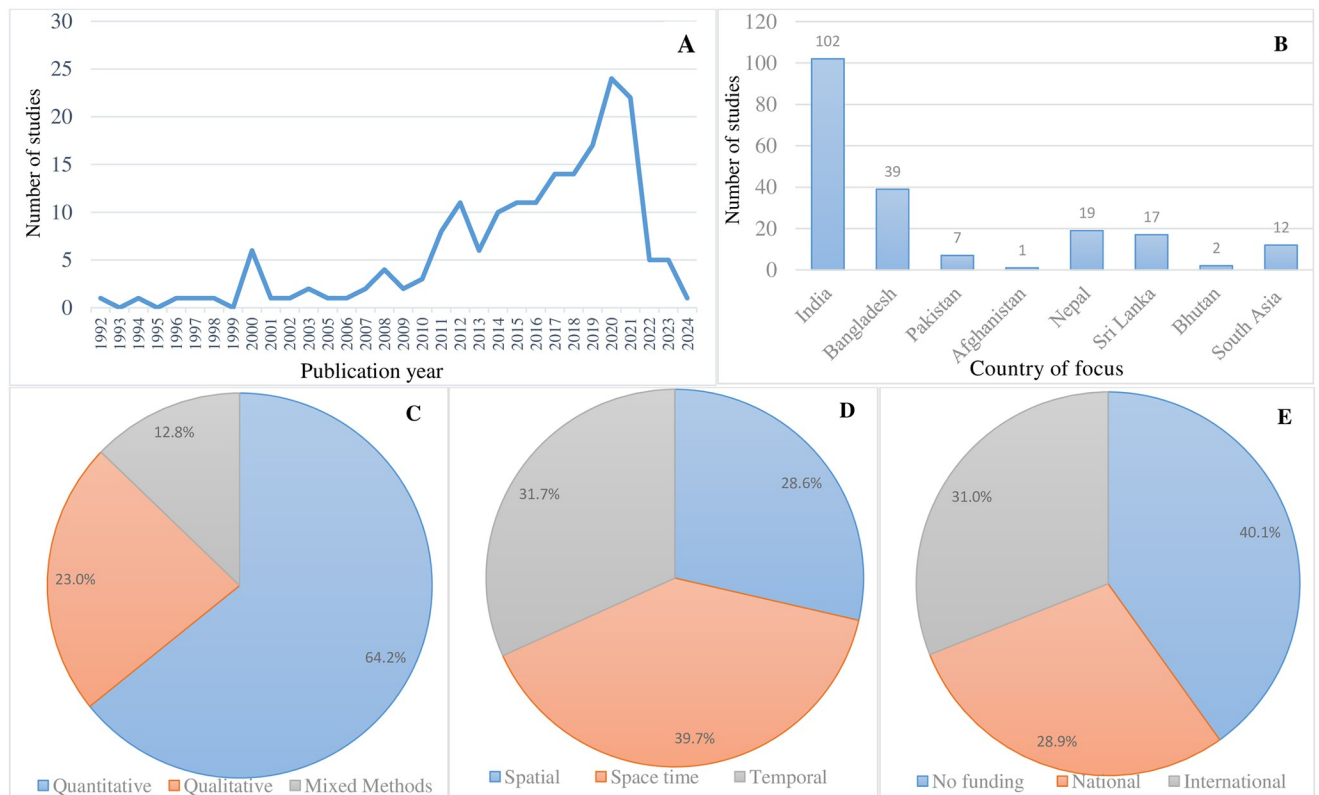 A
Number of studies
30
25
20
15
10
5
0
1992 1993 1994 1995 1996 1997 1998 1999 2000 2001 2002 2003 2005 2006 2007 2008 2009 2010 2011 2012 2013 2014 2015 2016 2017 2018 2019 2020 2021 2022 2023 2024
Publication year
B
Number of studies
120
100
80
60
40
20
0
102
39
7
1
19
17
2
12
India
Bangladesh
Pakistan
Afghanistan
Nepal
Sri Lanka
Bhutan
South Asia
Country of focus
C
12.8%
23.0%
64.2%
Quantitative Qualitative Mixed Methods
D
28.6%
31.7%
39.7%
Spatial Space time Temporal
E
31.0%
40.1%
28.9%
No funding National International